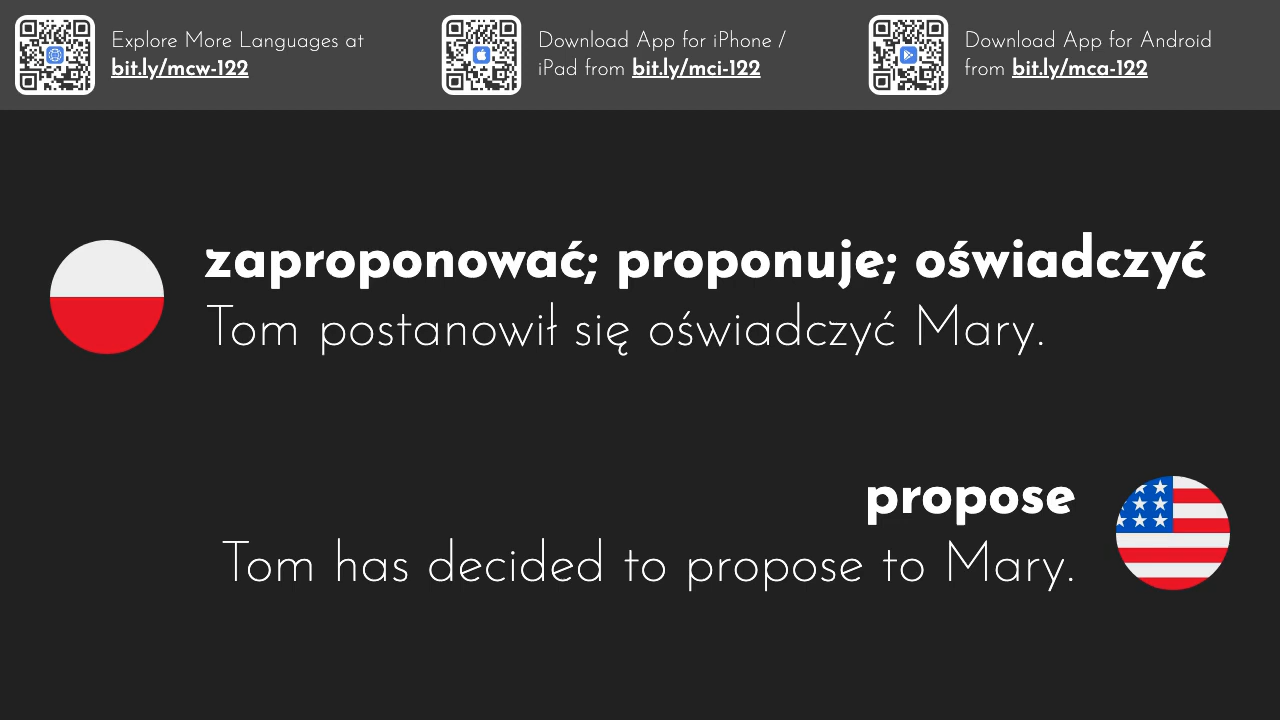 Explore More Languages at
bit.ly/mcw-122
Download App for iPhone /
iPad from bit.ly/mci-122
Download App for Android
from bit.ly/mca-122
zaproponować; proponuje; oświadczyć
Tom postanowił się oświadczyć Mary.
propose
Tom has decided to propose to Mary.